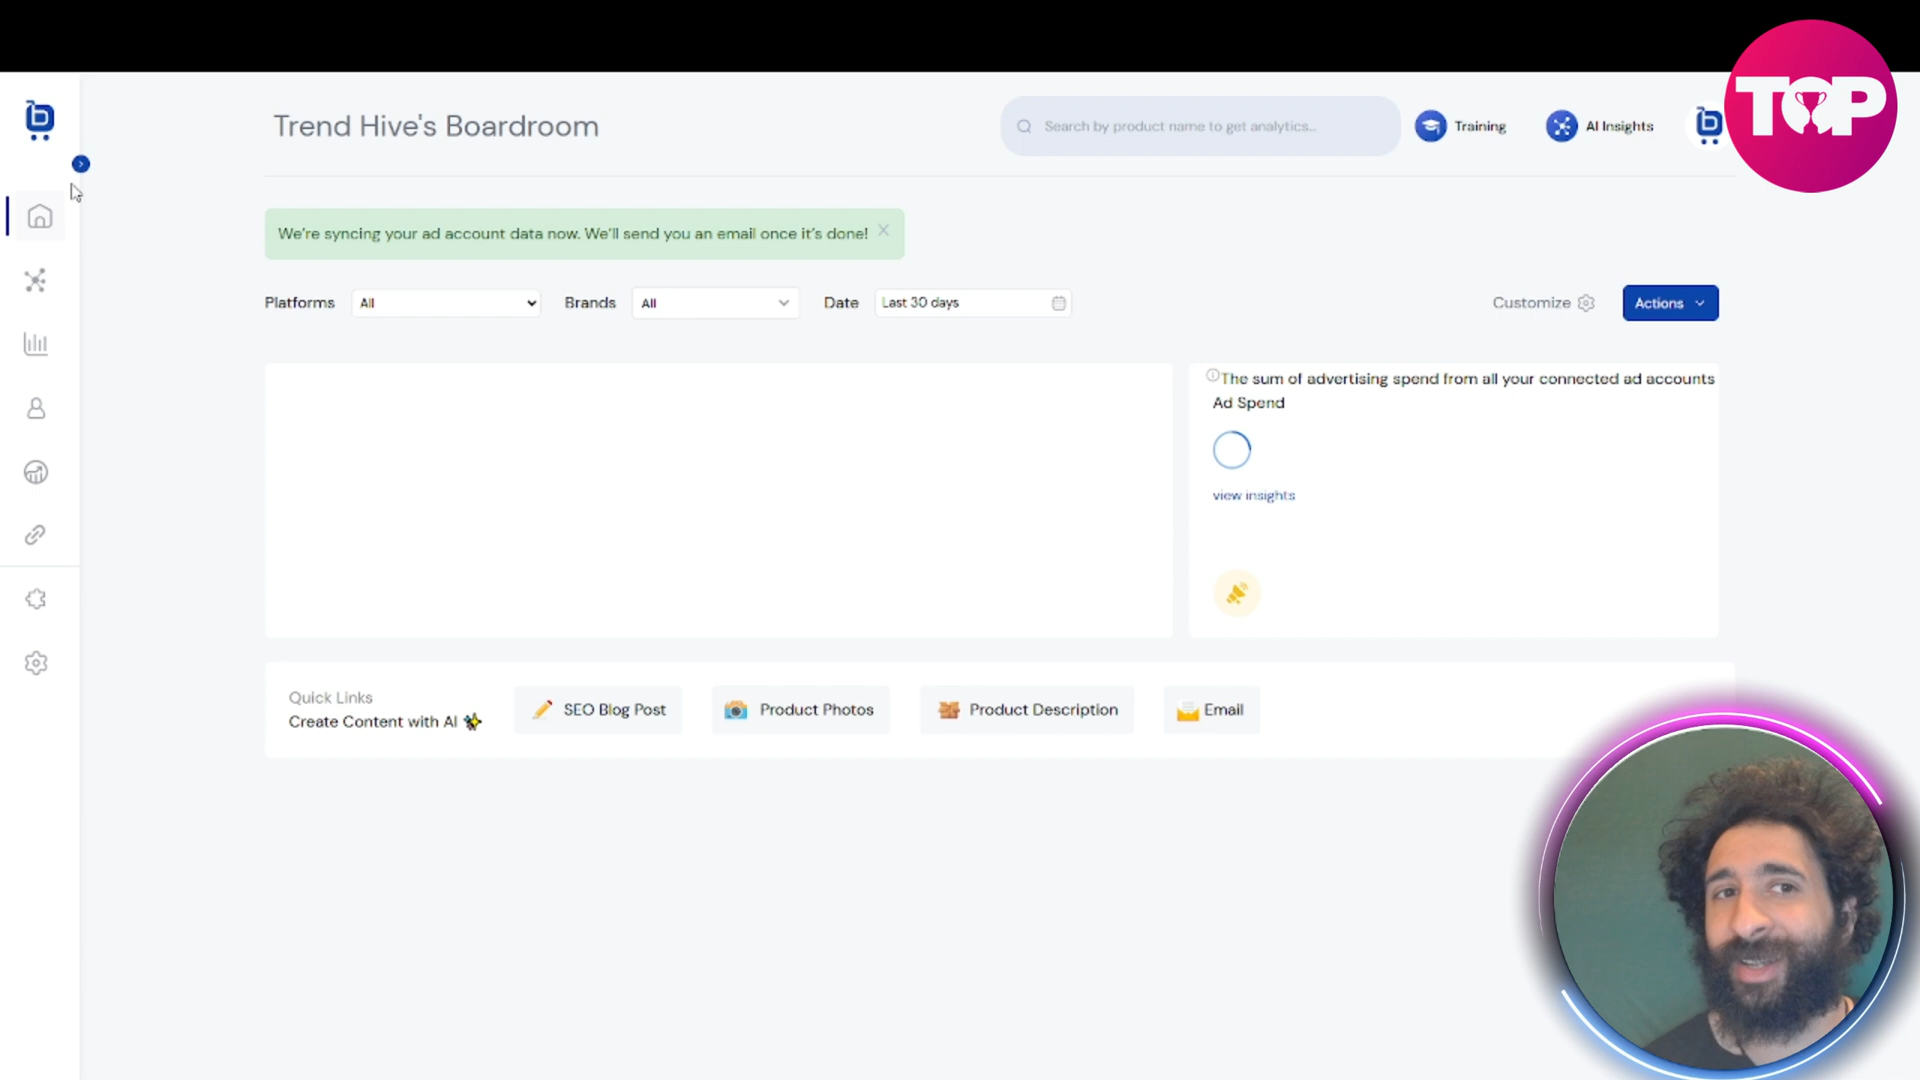 TOP
b
Trend Hive's Boardroom
Search by product name to get analytics...
Training
AI Insights
b
We're syncing your ad account data now. We'll send you an email once it's done!
Platforms
All
Brands
All
Date
Last 30 days
Customize
Actions
The sum of advertising spend from all your connected ad accounts
Ad Spend
view insights
Quick Links
Create Content with AI
SEO Blog Post
Product Photos
Product Description
Email